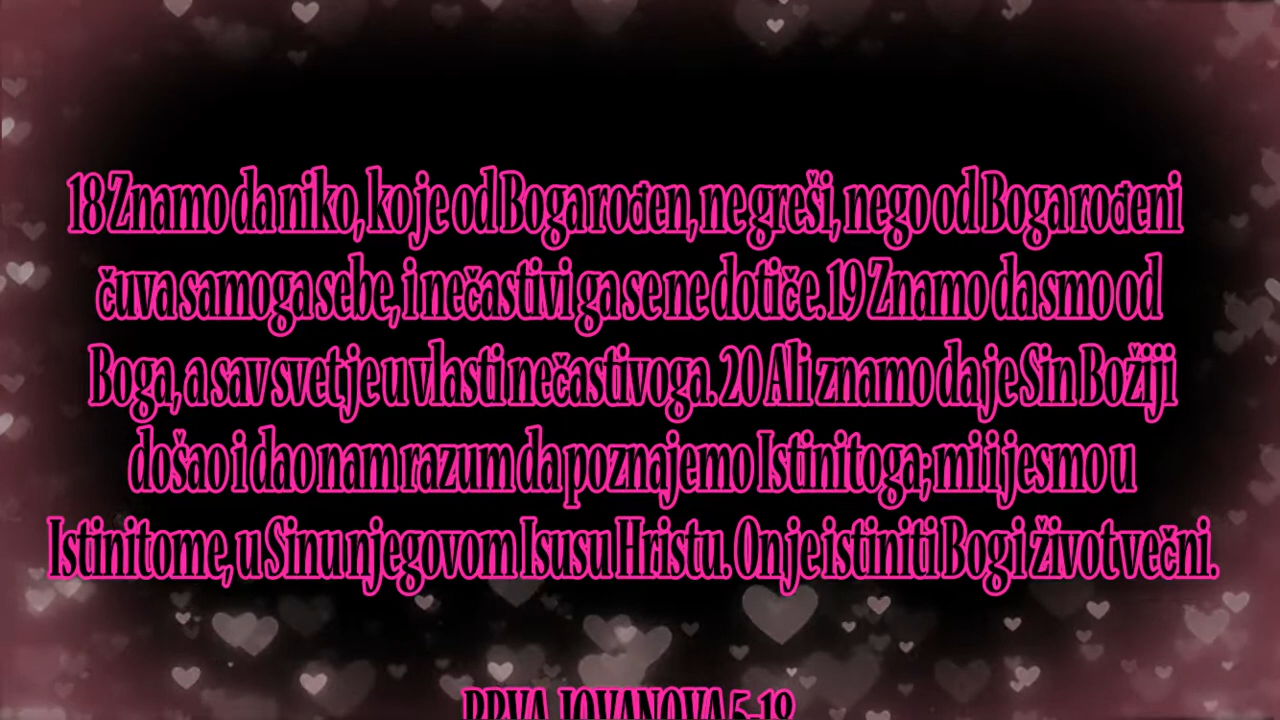 18 Znamo da niko, ko je od Boga rođen, ne greši, nego od Boga rođeni
čuva samoga sebe, i nečastivi ga se ne dotiče. 19 Znamo da smo od
Boga, a sav svet je u vlasti nečastivoga. 20 Ali znamo da je Sin Božiji
došao i dao nam razum da poznajemo Istinitoga; mi i jesmo u
Istinitome, u Sinu njegovom Isusu Hristu. On je istiniti Bog i život večni.
PRVA JOVANOVA 5-18